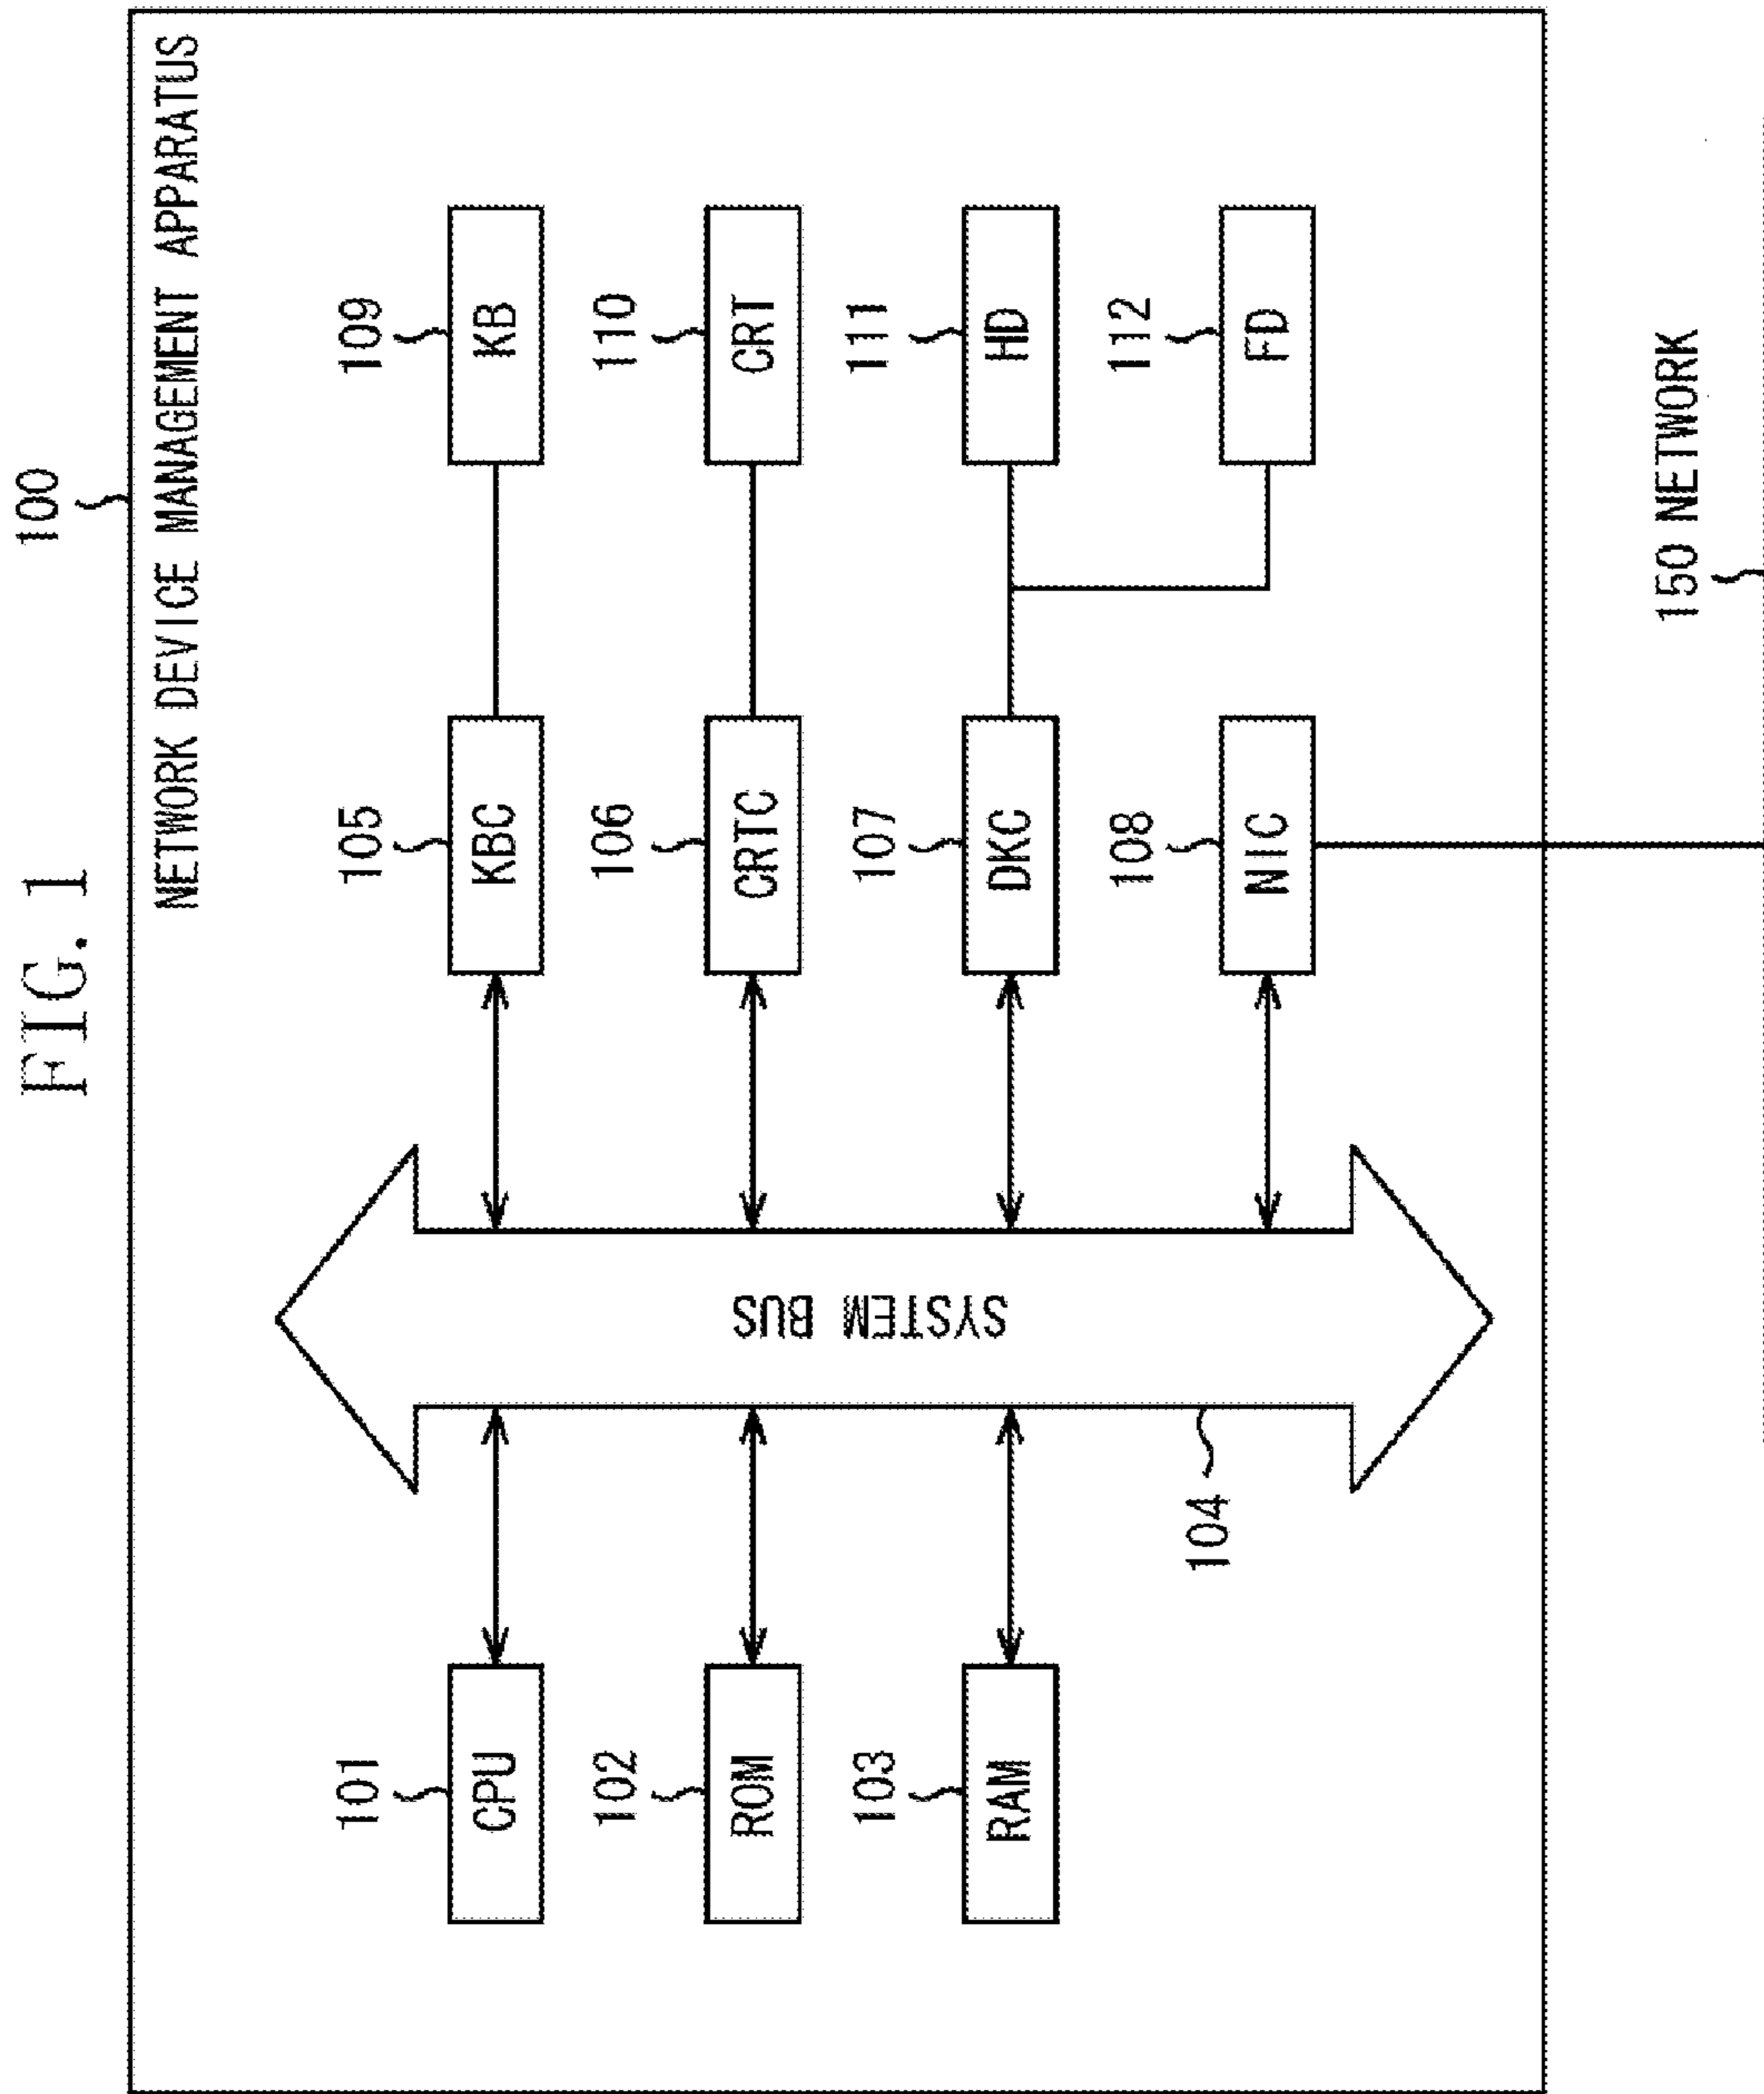 FIG. 1
100
NETWORK DEVICE MANAGEMENT APPARATUS
101
CPU
105
KBC
109
KB
102
ROM
106
CRTC
110
CRT
103
RAM
SYSTEM BUS
107
DKC
111
HD
104
108
NIC
112
FD
150 NETWORK